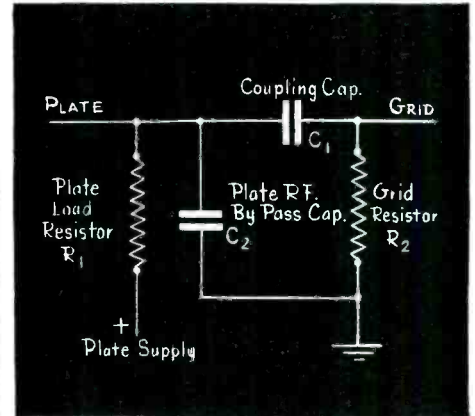 Coupling Cap.
PLATE
GRID
C1
Plate
Load
Resistor
R1
Plate R.F.
By Pass Cap.
C2
Grid
Resistor
R2
+
Plate Supply